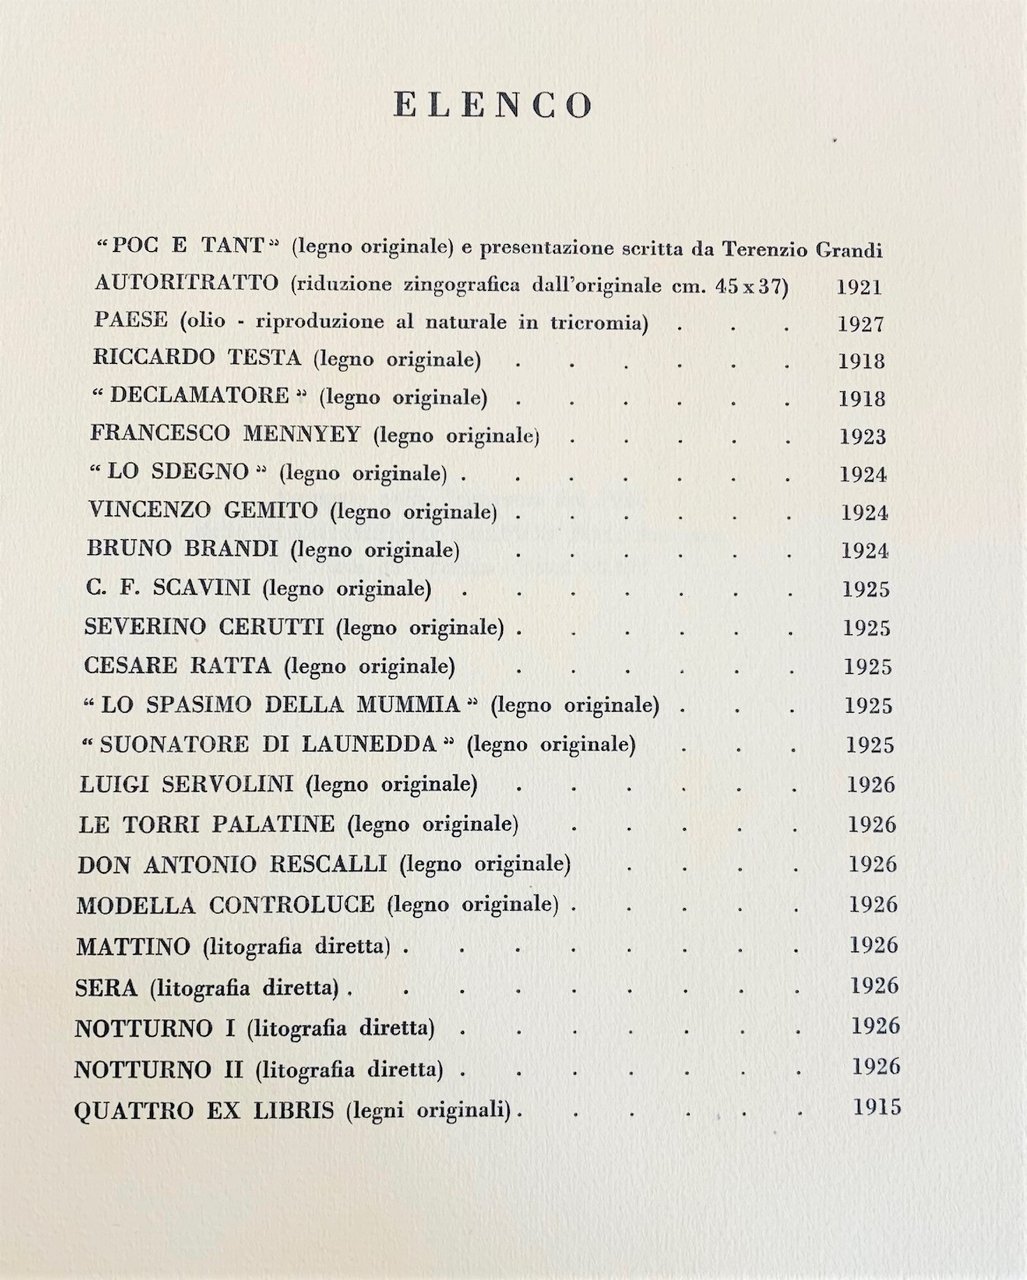 ELENCO
“POC E TANT” (legno originale) e presentazione scritta da Terenzio Grandi
AUTORITRATTO (riduzione zingografica dall'originale cm. 45x37) 1921
PAESE (olio - riproduzione al naturale in tricromia) . . . 1927
RICCARDO TESTA (legno originale) . . . . . . 1918
“DECLAMATORE” (legno originale) . . . . . . 1918
FRANCESCO MENNYEY (legno originale) . . . . . 1923
“LO SDEGNO” (legno originale) . . . . . . . 1924
VINCENZO GEMITO (legno originale) . . . . . . 1924
BRUNO BRANDI (legno originale) . . . . . . 1924
C. F. SCAVINI (legno originale) . . . . . . . 1925
SEVERINO CERUTTI (legno originale) . . . . . . 1925
CESARE RATTA (legno originale) . . . . . . 1925
“LO SPASIMO DELLA MUMMIA” (legno originale) . . . 1925
“SUONATORE DI LAUNEDDA” (legno originale) . . . 1925
LUIGI SERVOLINI (legno originale) . . . . . . 1926
LE TORRI PALATINE (legno originale) . . . . . 1926
DON ANTONIO RESCALLI (legno originale) . . . . 1926
MODELLA CONTROLUCE (legno originale) . . . . . 1926
MATTINO (litografia diretta) . . . . . . . . 1926
SERA (litografia diretta) . . . . . . . . . 1926
NOTTURNO I (litografia diretta) . . . . . . . 1926
NOTTURNO II (litografia diretta) . . . . . . . 1926
QUATTRO EX LIBRIS (legni originali) . . . . . . 1915